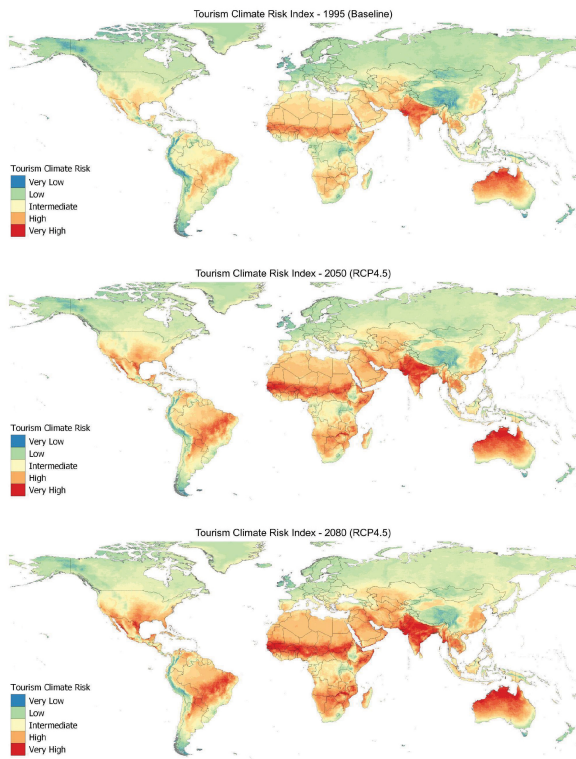 Tourism Climate Risk Index - 1995 (Baseline)
Tourism Climate Risk
Very Low
Low
Intermediate
High
Very High
Tourism Climate Risk Index - 2050 (RCP4.5)
Tourism Climate Risk
Very Low
Low
Intermediate
High
Very High
Tourism Climate Risk Index - 2080 (RCP4.5)
Tourism Climate Risk
Very Low
Low
Intermediate
High
Very High